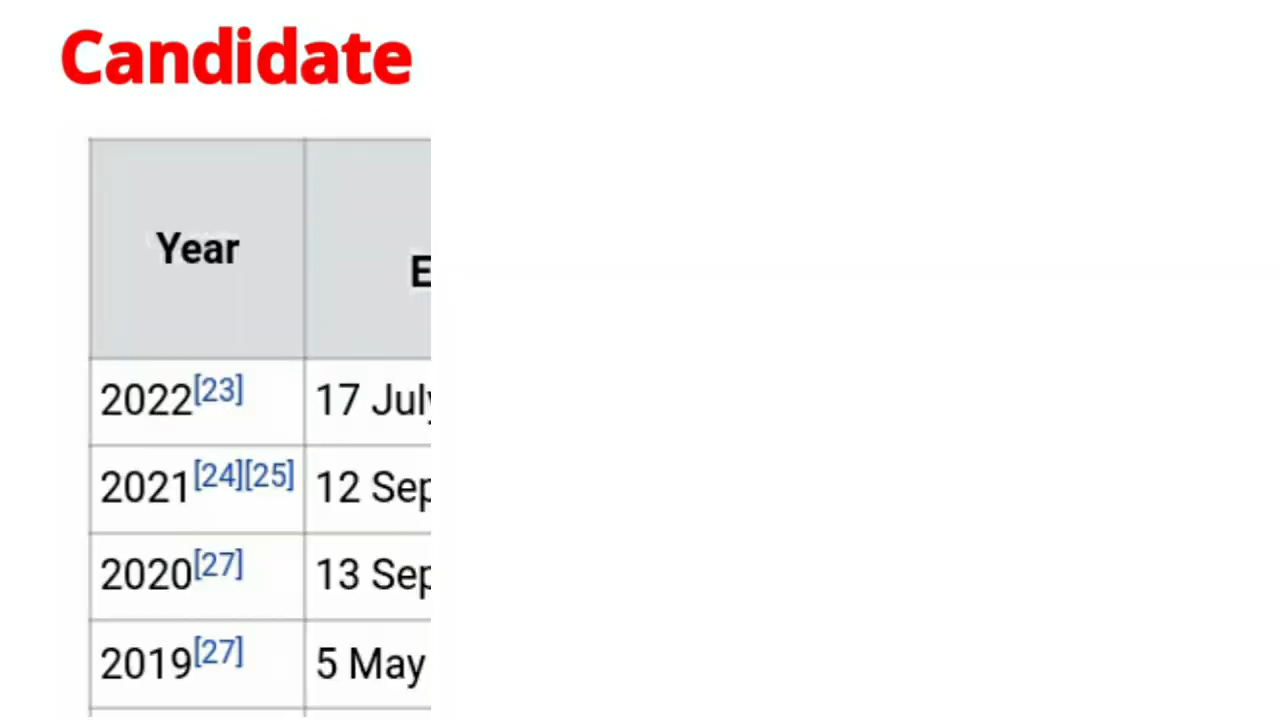 Candidate
Year
2022[23] 17 July
2021[24][25] 12 Sep
2020[27] 13 Sep
2019[27] 5 May